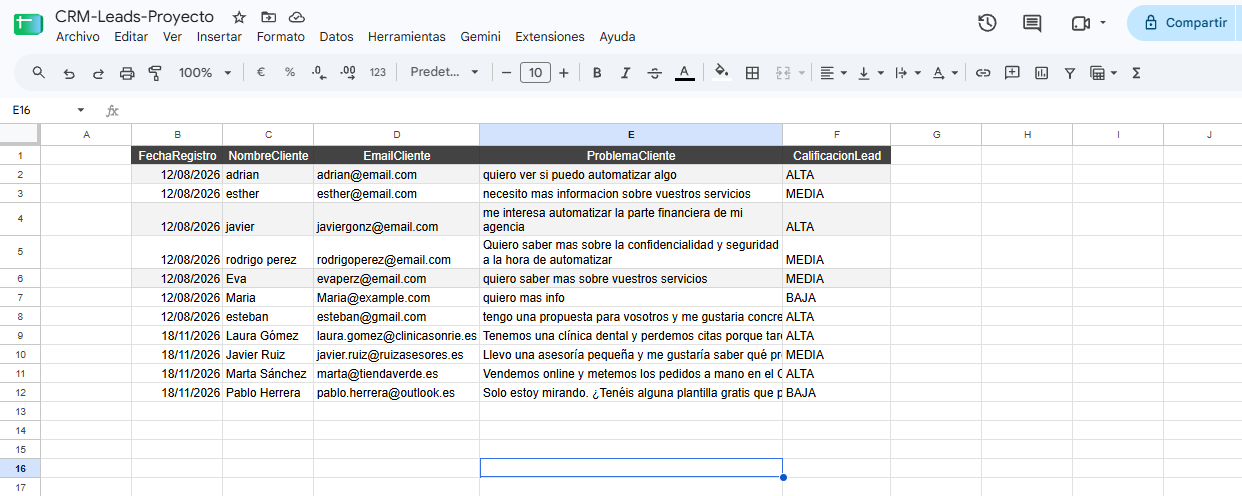 CRM-Leads-Proyecto
Archivo Editar Ver Insertar Formato Datos Herramientas Gemini Extensiones Ayuda
Compartir
100% € % .0 .00 123 Predet... 10 B I S A A Σ
E16 fx
A B C D E F G H I J
1 FechaRegistro NombreCliente EmailCliente ProblemaCliente CalificacionLead
2 12/08/2026 adrian adrian@email.com quiero ver si puedo automatizar algo ALTA
3 12/08/2026 esther esther@email.com necesito mas informacion sobre vuestros servicios MEDIA
me interesa automatizar la parte financiera de mi
4 12/08/2026 javier javiergonz@email.com agencia ALTA
Quiero saber mas sobre la confidencialidad y seguridad
5 12/08/2026 rodrigo perez rodrigoperez@email.com a la hora de automatizar MEDIA
6 12/08/2026 Eva evaperz@email.com quiero saber mas sobre vuestros servicios MEDIA
7 12/08/2026 Maria Maria@example.com quiero mas info BAJA
8 12/08/2026 esteban esteban@gmail.com tengo una propuesta para vosotros y me gustaria concre ALTA
9 18/11/2026 Laura Gómez laura.gomez@clinicasonrie.es Tenemos una clínica dental y perdemos citas porque tar ALTA
10 18/11/2026 Javier Ruiz javier.ruiz@ruizasesores.es Llevo una asesoría pequeña y me gustaría saber qué pr MEDIA
11 18/11/2026 Marta Sánchez marta@tiendaverde.es Vendemos online y metemos los pedidos a mano en el ALTA
12 18/11/2026 Pablo Herrera pablo.herrera@outlook.es Solo estoy mirando. ¿Tenéis alguna plantilla gratis que p BAJA
13
14
15
16
17